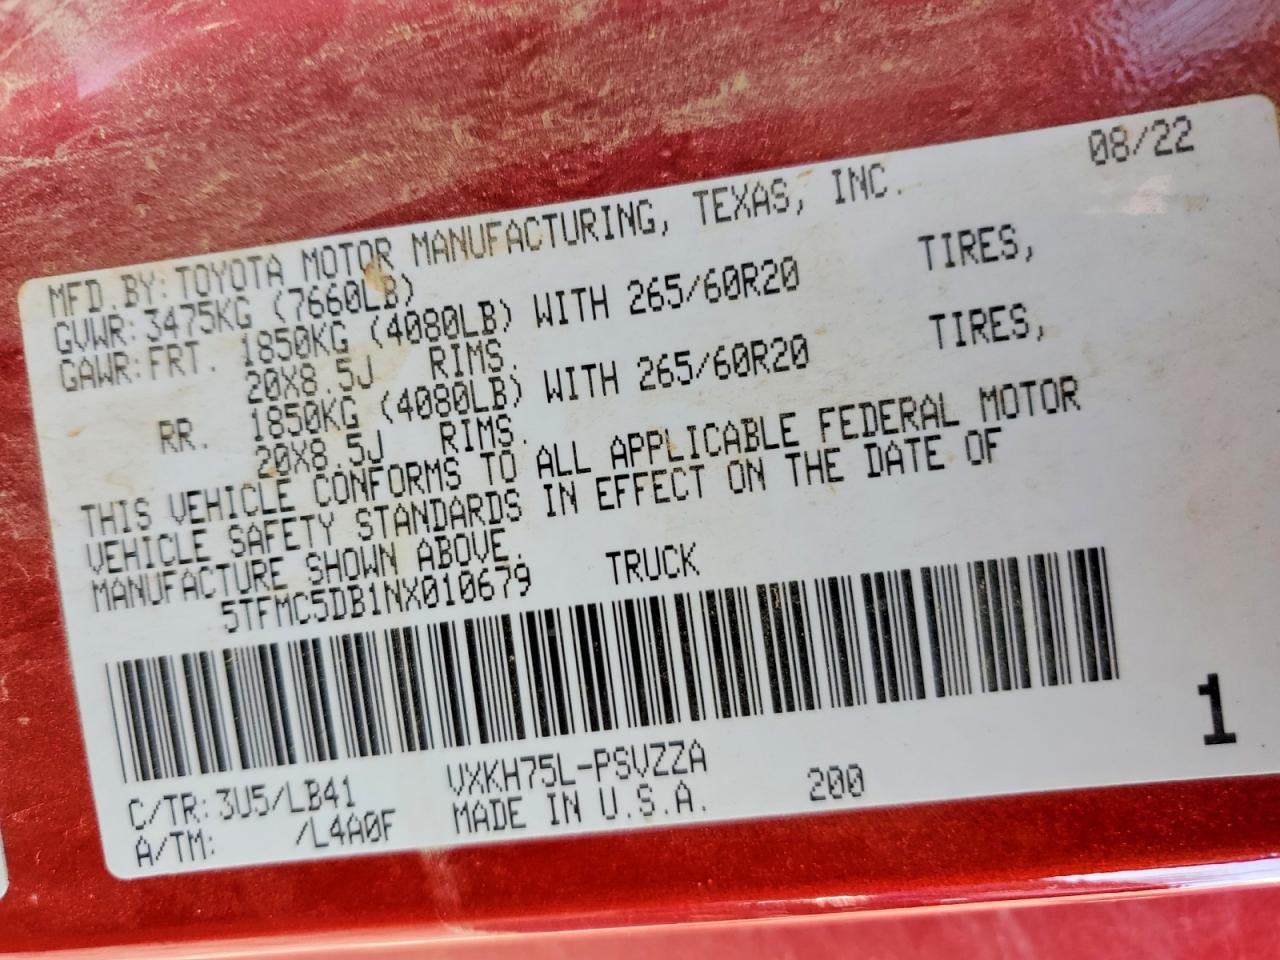 08/22
MFD.BY:TOYOTA MOTOR MANUFACTURING, TEXAS, INC.
GVWR:3475KG (7660LB)
GAWR:FRT. 1850KG (4080LB) WITH 265/60R20 TIRES,
20X8.5J RIMS.
RR. 1850KG (4080LB) WITH 265/60R20 TIRES,
20X8.5J RIMS.
THIS VEHICLE CONFORMS TO ALL APPLICABLE FEDERAL MOTOR
VEHICLE SAFETY STANDARDS IN EFFECT ON THE DATE OF
MANUFACTURE SHOWN ABOVE.
5TFMC5DB1NX010679 TRUCK
1
C/TR:3U5/LB41 VXKH75L-PSVZZA
A/TM: /L4A0F MADE IN U.S.A. 200